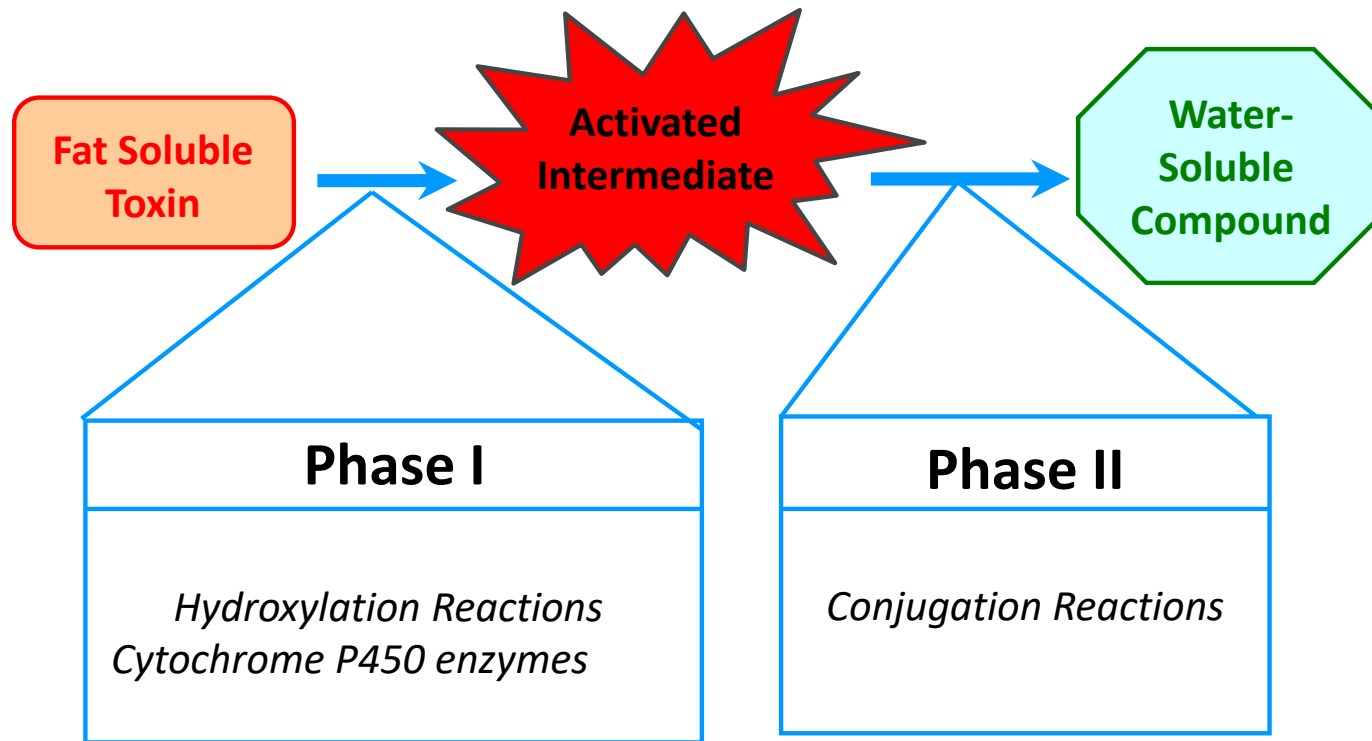 Fat Soluble
Toxin
Activated
Intermediate
Water-
Soluble
Compound
Phase I
Hydroxylation Reactions
Cytochrome P450 enzymes
Phase II
Conjugation Reactions